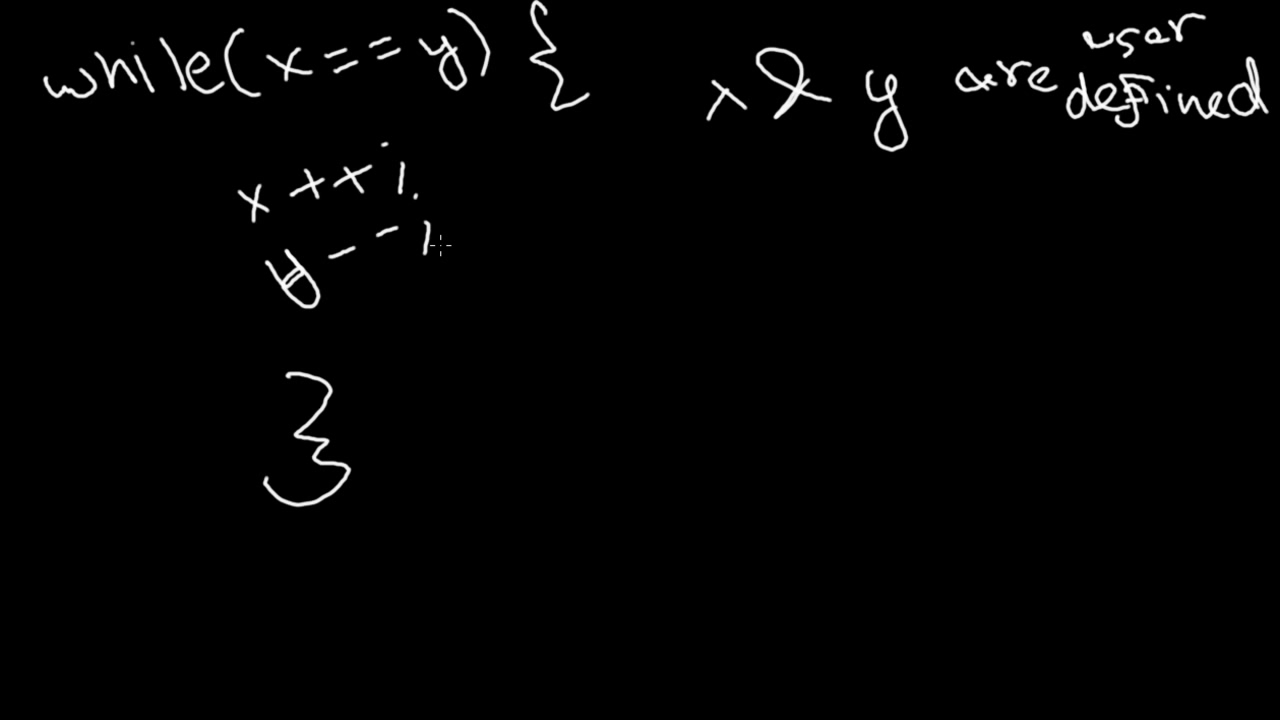 while(x==y) {
x & y are user defined
x++;
y--;
}